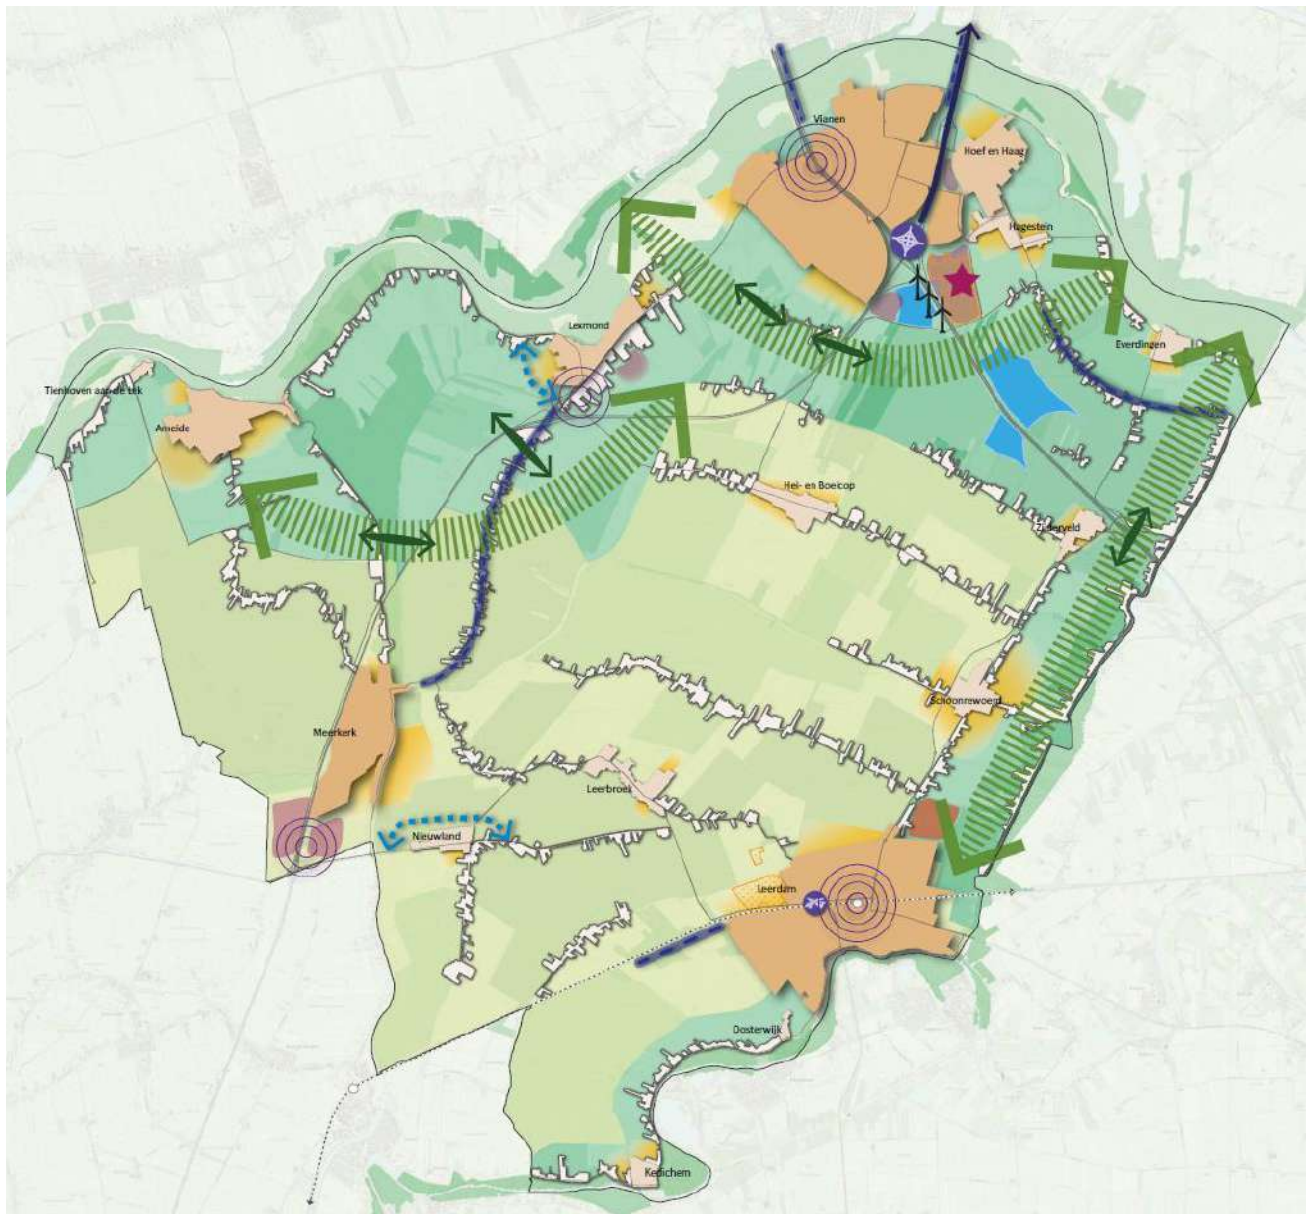 Vianen
Hoef en Haag
Hagestein
Lexmond
Everdingen
Tienhoven aan de Lek
Ameide
Hei- en Boeicop
Zijderveld
Schoonrewoerd
Meerkerk
Leerbroek
Nieuwland
Leerdam
Oosterwijk
Kedichem